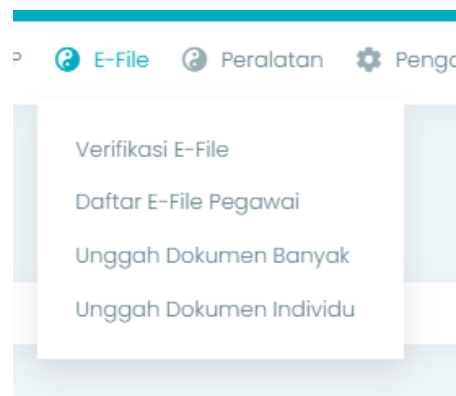 E-File Peralatan
Verifikasi E-File
Daftar E-File Pegawai
Unggah Dokumen Banyak
Unggah Dokumen Individu